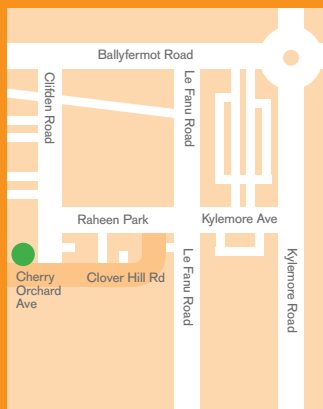 Ballyfermot Road
Clifden Road
Le Fanu Road
Raheen Park
Kylemore Ave
Cherry
Orchard
Ave
Clover Hill Rd
Le Fanu Road
Kylemore Road